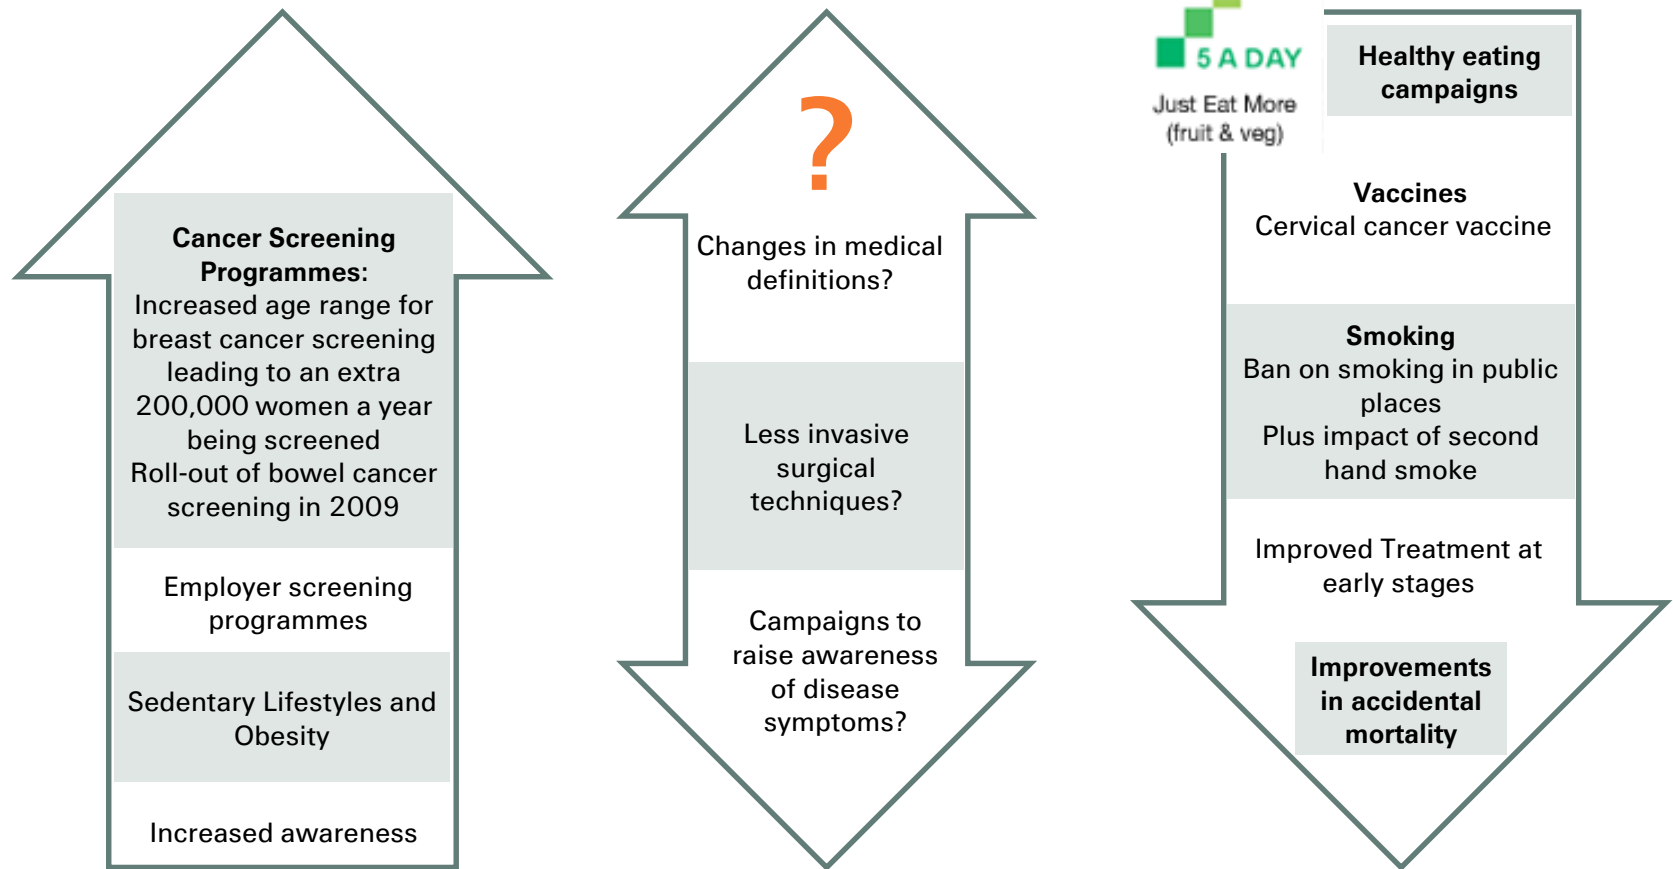 Cancer Screening
Programmes:
Increased age range for
breast cancer screening
leading to an extra
200,000 women a year
being screened
Roll-out of bowel cancer
screening in 2009
Employer screening
programmes
Sedentary Lifestyles and
Obesity
Increased awareness
?
Changes in medical
definitions?
Less invasive
surgical
techniques?
Campaigns to
raise awareness
of disease
symptoms?
5 A DAY
Just Eat More
(fruit & veg)
Healthy eating
campaigns
Vaccines
Cervical cancer vaccine
Smoking
Ban on smoking in public
places
Plus impact of second
hand smoke
Improved Treatment at
early stages
Improvements
in accidental
mortality